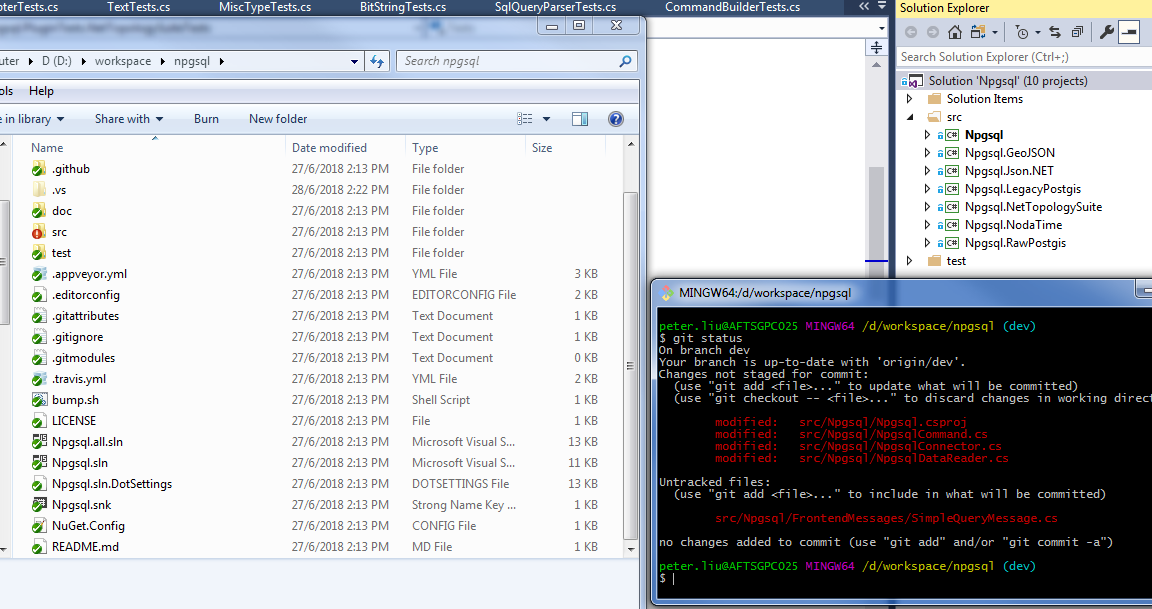 pterTests.cs TextTests.cs MiscTypeTests.cs BitStringTests.cs SqlQueryParserTests.cs CommandBuilderTests.cs
uter D (D:) workspace npgsql Search npgsql
ols Help
e in library Share with Burn New folder
Name Date modified Type Size
.github 27/6/2018 2:13 PM File folder
.vs 28/6/2018 2:22 PM File folder
doc 27/6/2018 2:13 PM File folder
src 27/6/2018 2:13 PM File folder
test 27/6/2018 2:13 PM File folder
.appveyor.yml 27/6/2018 2:13 PM YML File 3 KB
.editorconfig 27/6/2018 2:13 PM EDITORCONFIG File 2 KB
.gitattributes 27/6/2018 2:13 PM Text Document 1 KB
.gitignore 27/6/2018 2:13 PM Text Document 1 KB
.gitmodules 27/6/2018 2:13 PM Text Document 0 KB
.travis.yml 27/6/2018 2:13 PM YML File 2 KB
bump.sh 27/6/2018 2:13 PM Shell Script 1 KB
LICENSE 27/6/2018 2:13 PM File 1 KB
Npgsql.all.sln 27/6/2018 2:13 PM Microsoft Visual S... 13 KB
Npgsql.sln 27/6/2018 2:13 PM Microsoft Visual S... 11 KB
Npgsql.sln.DotSettings 27/6/2018 2:13 PM DOTSETTINGS File 13 KB
Npgsql.snk 27/6/2018 2:13 PM Strong Name Key ... 1 KB
NuGet.Config 27/6/2018 2:13 PM CONFIG File 1 KB
README.md 27/6/2018 2:13 PM MD File 1 KB
Solution Explorer
Search Solution Explorer (Ctrl+;)
Solution 'Npgsql' (10 projects)
Solution Items
src
C# Npgsql
C# Npgsql.GeoJSON
C# Npgsql.Json.NET
C# Npgsql.LegacyPostgis
C# Npgsql.NetTopologySuite
C# Npgsql.NodaTime
C# Npgsql.RawPostgis
test
MINGW64:/d/workspace/npgsql
peter.liu@AFTSGPCO25 MINGW64 /d/workspace/npgsql (dev)
$ git status
On branch dev
Your branch is up-to-date with 'origin/dev'.
Changes not staged for commit:
(use "git add <file>..." to update what will be committed)
(use "git checkout -- <file>..." to discard changes in working direct
modified: src/Npgsql/Npgsql.csproj
modified: src/Npgsql/NpgsqlCommand.cs
modified: src/Npgsql/NpgsqlConnector.cs
modified: src/Npgsql/NpgsqlDataReader.cs
Untracked files:
(use "git add <file>..." to include in what will be committed)
src/Npgsql/FrontendMessages/SimpleQueryMessage.cs
no changes added to commit (use "git add" and/or "git commit -a")
peter.liu@AFTSGPCO25 MINGW64 /d/workspace/npgsql (dev)
$